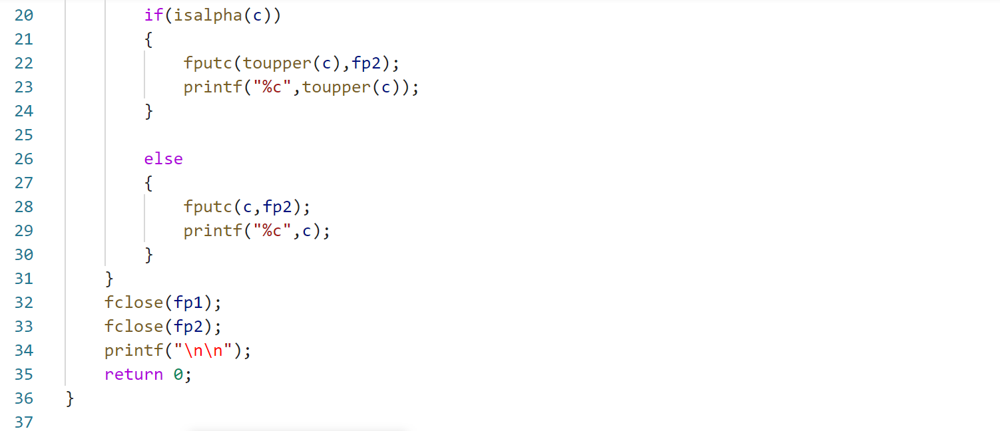 20 if(isalpha(c))
21 {
22 fputc(toupper(c),fp2);
23 printf("%c",toupper(c));
24 }
25
26 else
27 {
28 fputc(c,fp2);
29 printf("%c",c);
30 }
31 }
32 fclose(fp1);
33 fclose(fp2);
34 printf("\n\n");
35 return 0;
36 }
37